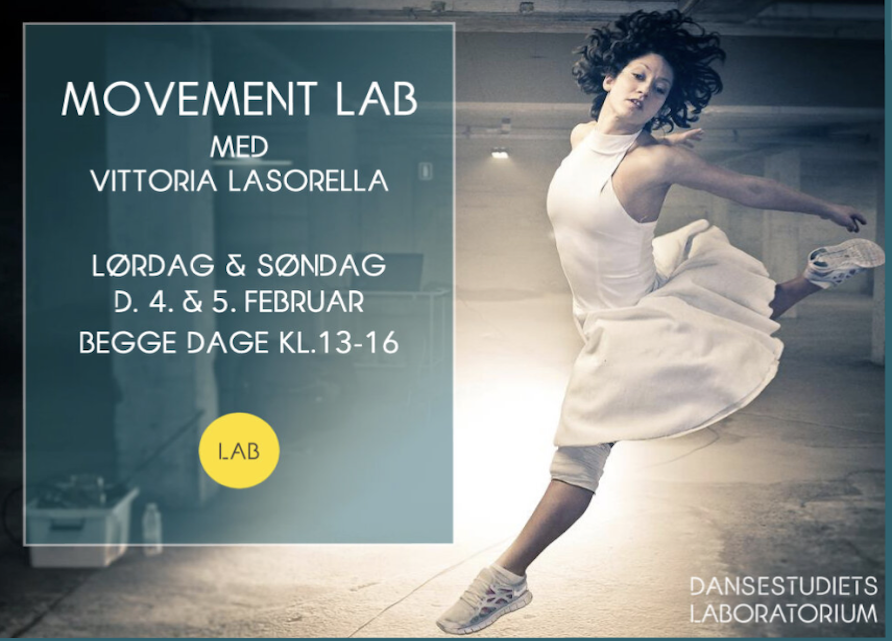 MOVEMENT LAB
MED
VITTORIA LASORELLA
LØRDAG & SØNDAG
D. 4. & 5. FEBRUAR
BEGGE DAGE KL.13-16
LAB
DANSESTUDIETS
LABORATORIUM